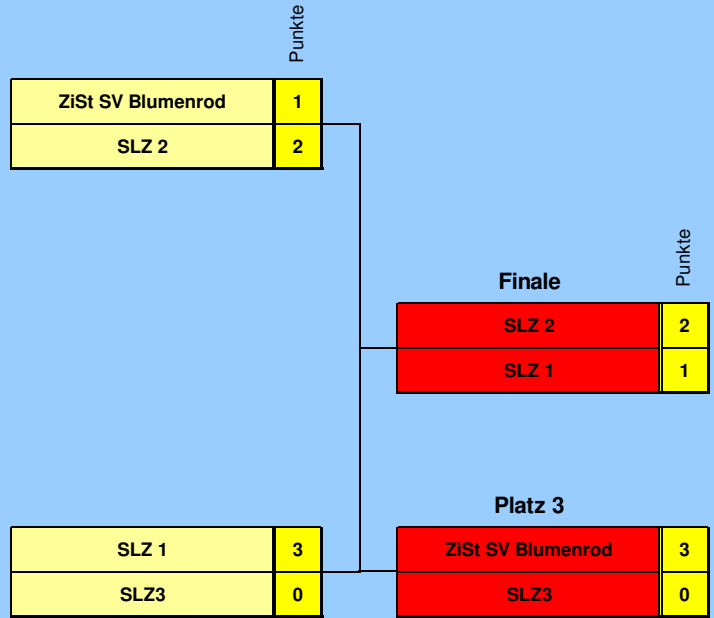 Punkte
ZiSt SV Blumenrod 1
SLZ 2 2
Punkte
Finale
SLZ 2 2
SLZ 1 1
Platz 3
SLZ 1 3
SLZ3 0
ZiSt SV Blumenrod 3
SLZ3 0